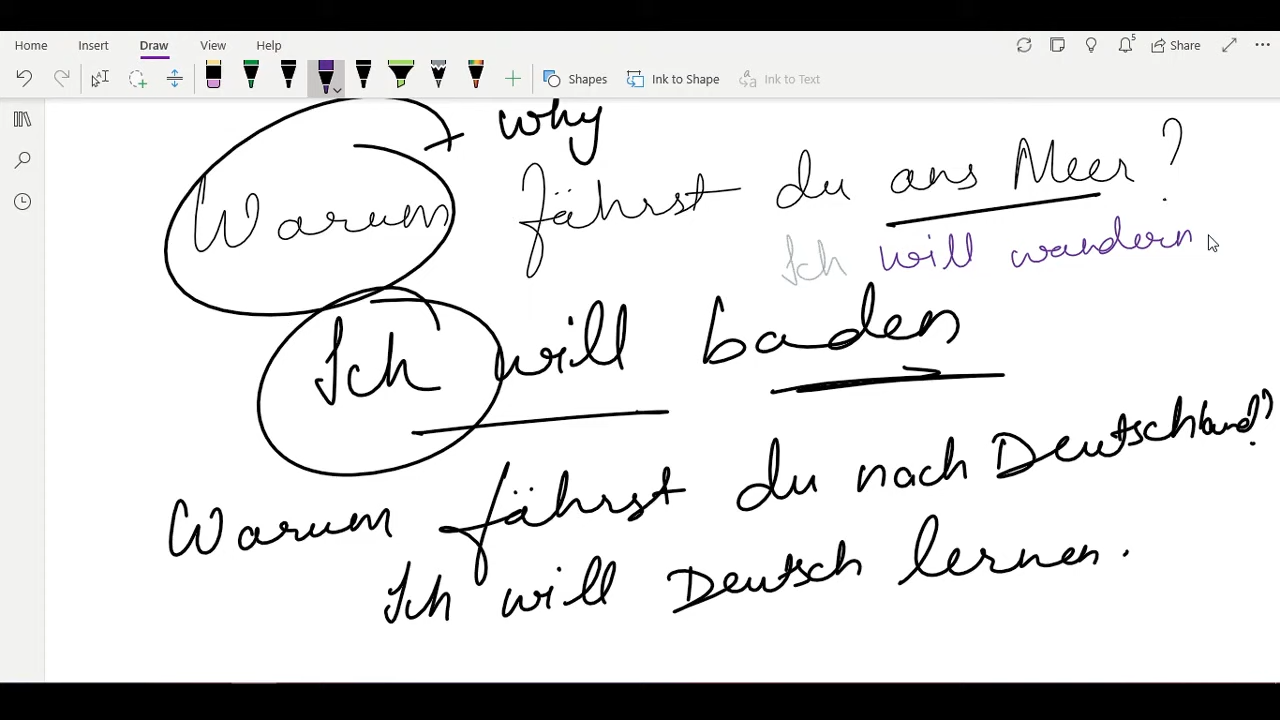 Home Insert Draw View Help 5 Share
Shapes Ink to Shape Ink to Text
why
Warum fährst du ans Meer?
Ich will wandern
Ich will baden
Warum fährst du nach Deutschland?
Ich will Deutsch lernen.